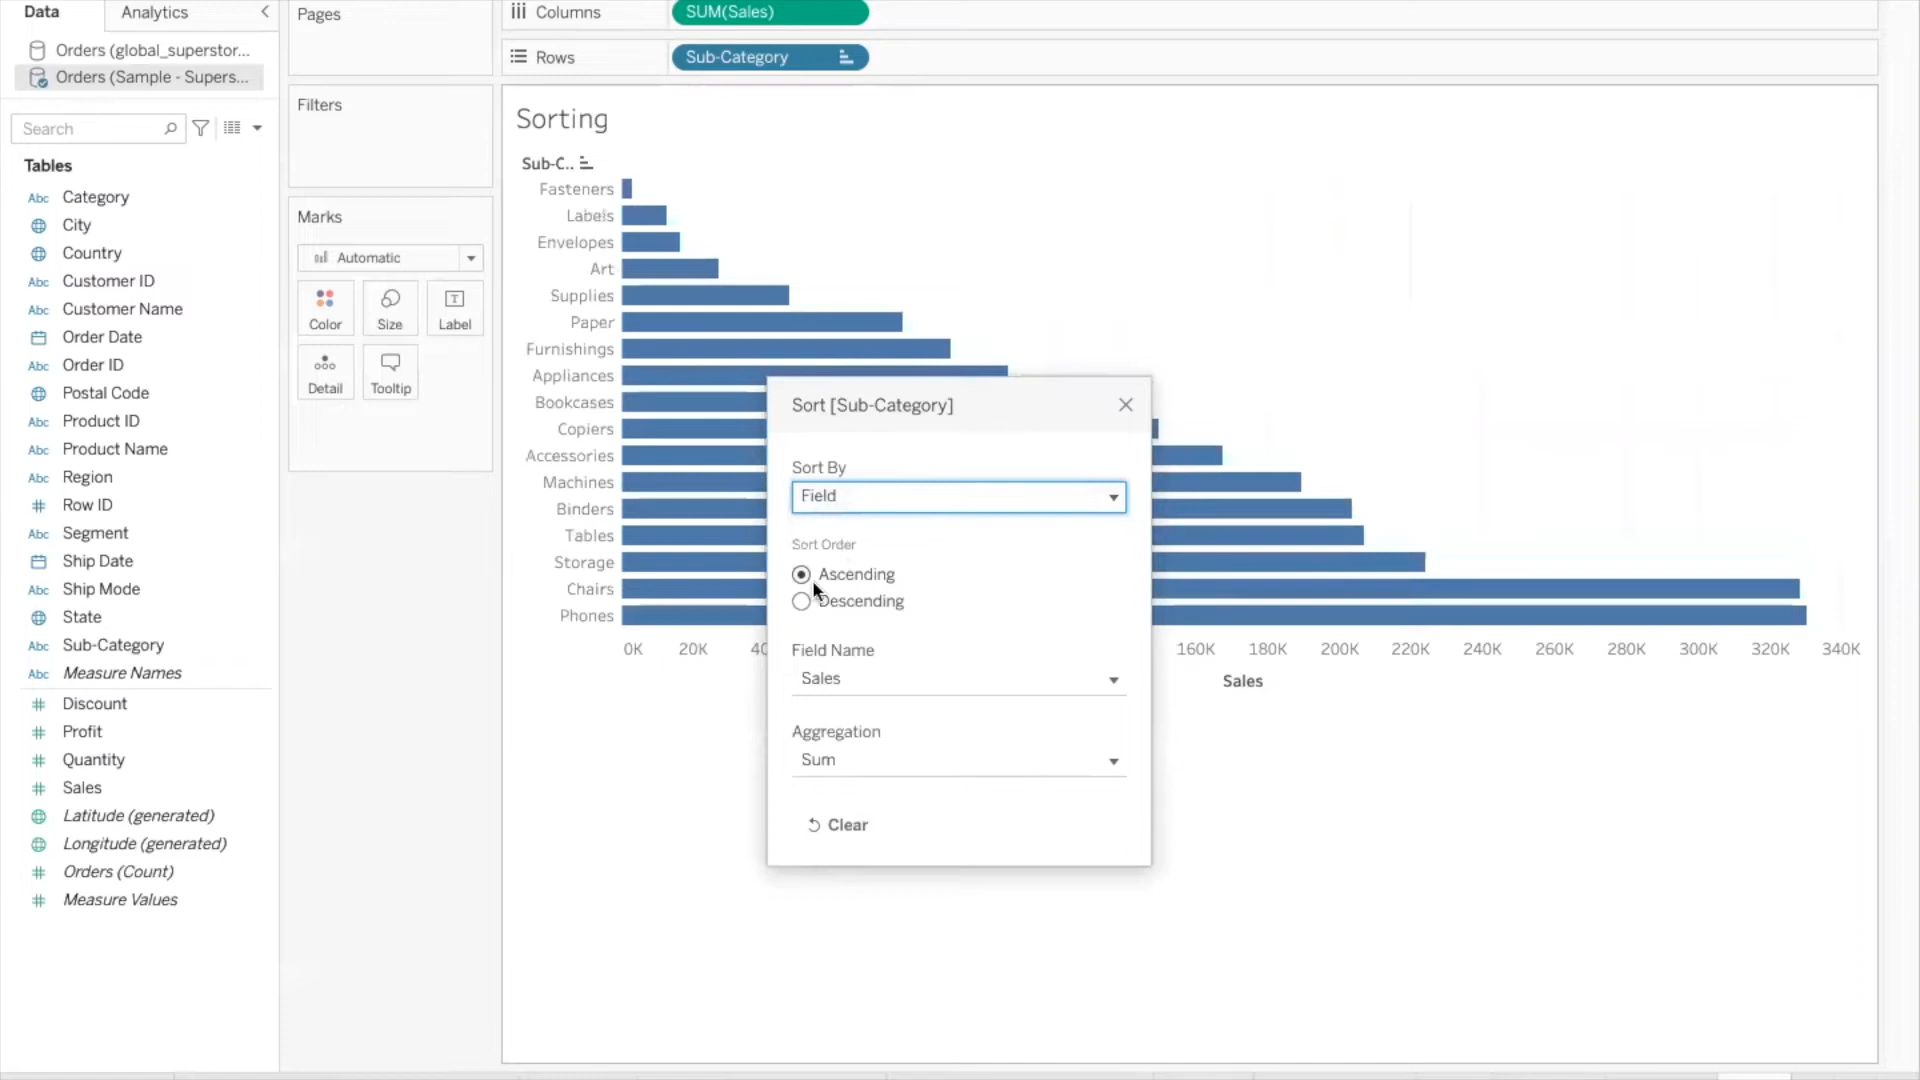 Data
Analytics
Orders (global_superstor...
Orders (Sample - Supers...
Search
Tables
Abc Category
City
Country
Abc Customer ID
Abc Customer Name
Order Date
Abc Order ID
Postal Code
Abc Product ID
Abc Product Name
Abc Region
# Row ID
Abc Segment
Ship Date
Abc Ship Mode
State
Abc Sub-Category
Abc Measure Names
# Discount
# Profit
# Quantity
# Sales
Latitude (generated)
Longitude (generated)
# Orders (Count)
# Measure Values
Pages
Filters
Marks
Automatic
Color
Size
T
Label
Detail
Tooltip
Columns
SUM(Sales)
Rows
Sub-Category
Sorting
Sub-C..
Fasteners
Labels
Envelopes
Art
Supplies
Paper
Furnishings
Appliances
Bookcases
Copiers
Accessories
Machines
Binders
Tables
Storage
Chairs
Phones
0K 20K 160K 180K 200K 220K 240K 260K 280K 300K 320K 340K
Sales
Sort [Sub-Category]
Sort By
Field
Sort Order
Ascending
Descending
Field Name
Sales
Aggregation
Sum
Clear